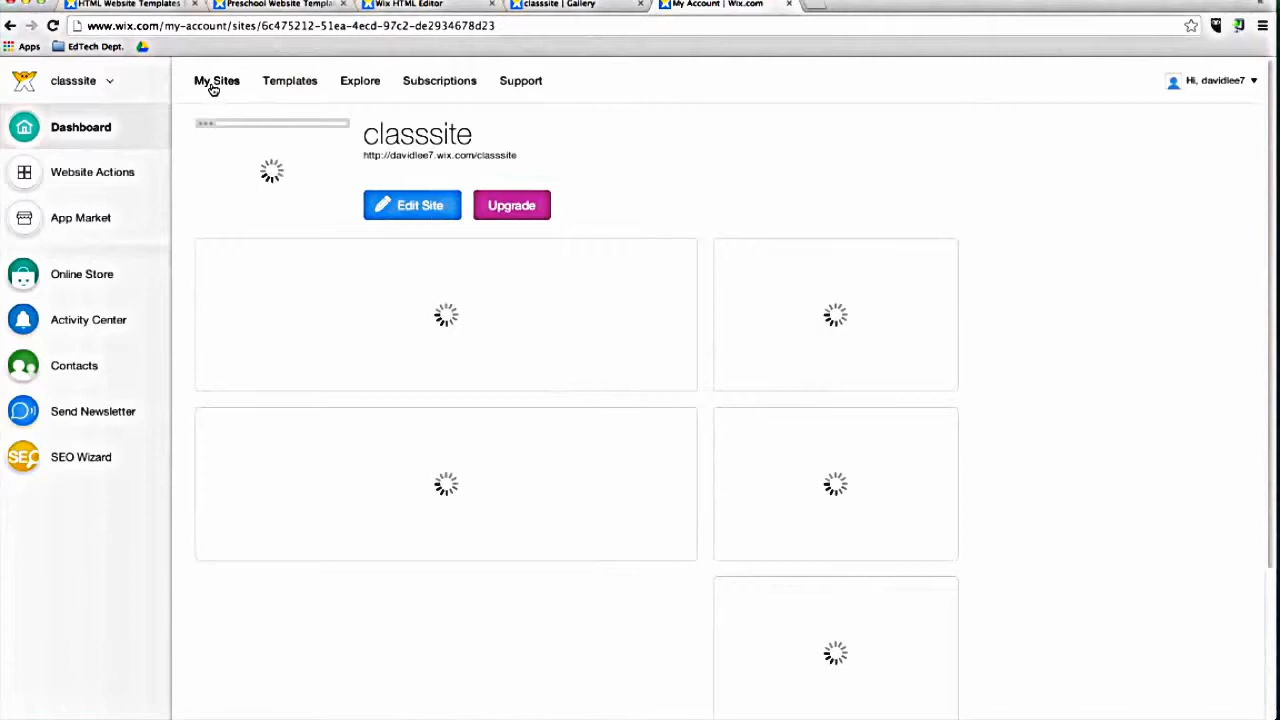 HTML Website Templates
Preschool Website Templa
Wix HTML Editor
classsite | Gallery
My Account | Wix.com
www.wix.com/my-account/sites/6c475212-51ea-4ecd-97c2-de2934678d23
Apps
EdTech Dept.
classsite
My Sites
Templates
Explore
Subscriptions
Support
Hi, davidlee7
Dashboard
Website Actions
App Market
Online Store
Activity Center
Contacts
Send Newsletter
SEO
SEO Wizard
classsite
http://davidlee7.wix.com/classsite
Edit Site
Upgrade